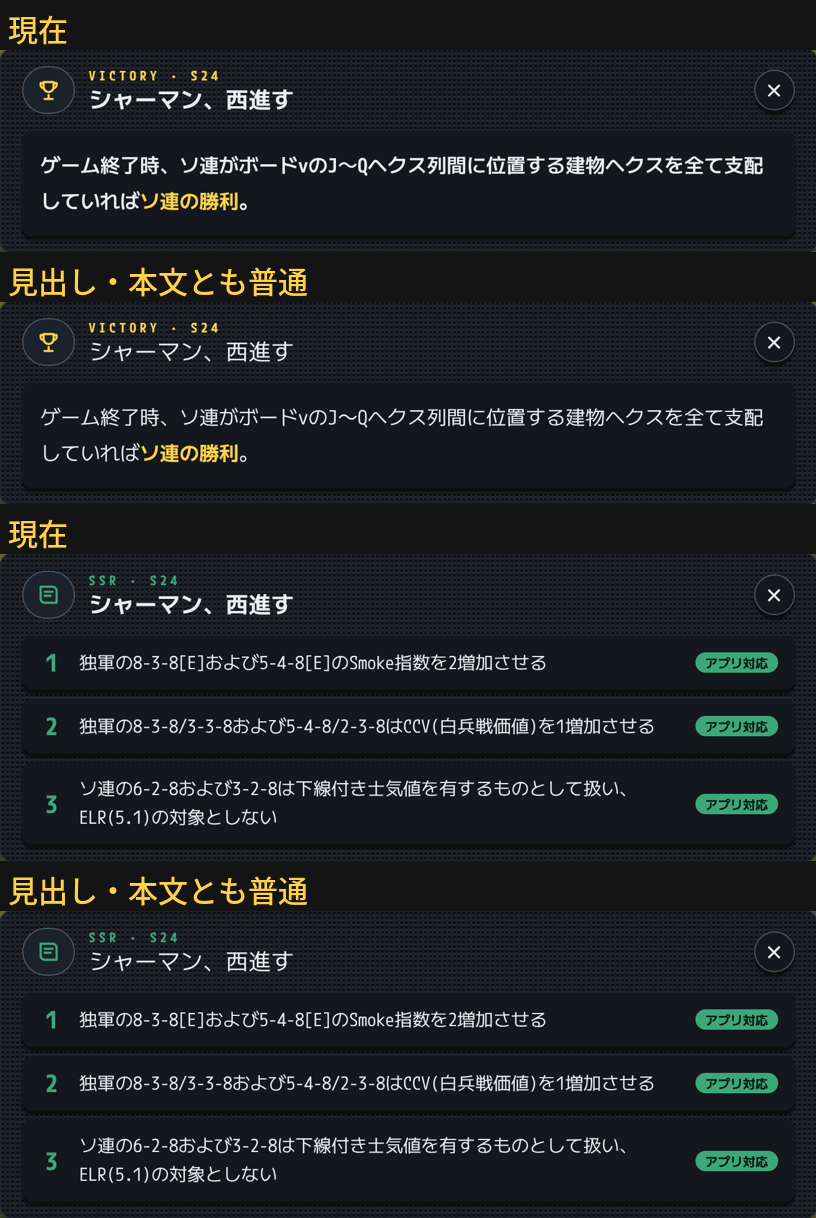 現在
VICTORY · S24
シャーマン、西進す
ゲーム終了時、ソ連がボードvのJ〜Qヘクス列間に位置する建物ヘクスを全て支配
していればソ連の勝利。
見出し・本文とも普通
VICTORY · S24
シャーマン、西進す
ゲーム終了時、ソ連がボードvのJ〜Qヘクス列間に位置する建物ヘクスを全て支配
していればソ連の勝利。
現在
SSR · S24
シャーマン、西進す
1 独軍の8-3-8[E]および5-4-8[E]のSmoke指数を2増加させる アプリ対応
2 独軍の8-3-8/3-3-8および5-4-8/2-3-8はCCV(白兵戦価値)を1増加させる アプリ対応
3 ソ連の6-2-8および3-2-8は下線付き士気値を有するものとして扱い、 アプリ対応
ELR(5.1)の対象としない
見出し・本文とも普通
SSR · S24
シャーマン、西進す
1 独軍の8-3-8[E]および5-4-8[E]のSmoke指数を2増加させる アプリ対応
2 独軍の8-3-8/3-3-8および5-4-8/2-3-8はCCV(白兵戦価値)を1増加させる アプリ対応
3 ソ連の6-2-8および3-2-8は下線付き士気値を有するものとして扱い、 アプリ対応
ELR(5.1)の対象としない